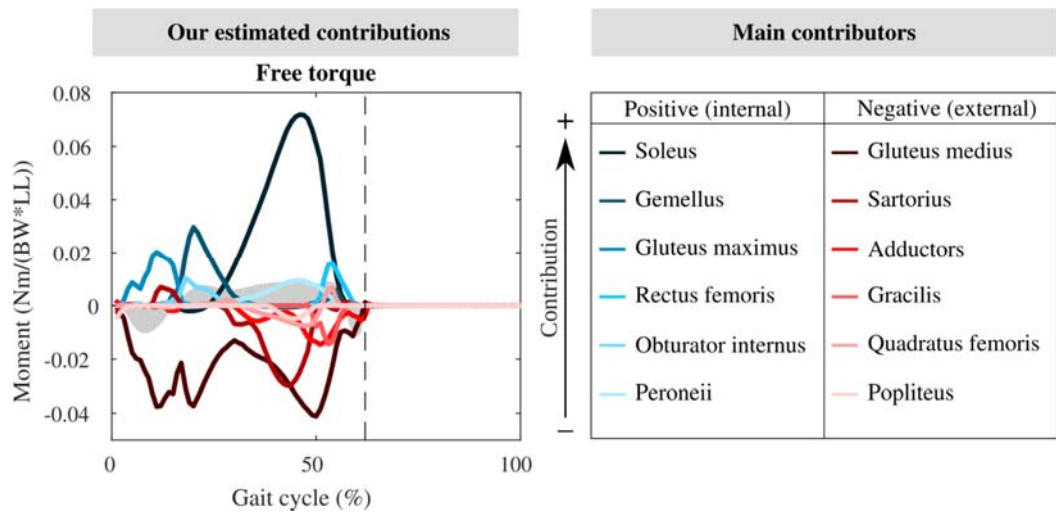 Our estimated contributions
Main contributors
Free torque
0.08
0.06
0.04
0.02
0
-0.02
-0.04
Moment (Nm/(BW*LL))
0
50
100
Gait cycle (%)
+
Contribution
–
Positive (internal)
Negative (external)
Soleus
Gluteus medius
Gemellus
Sartorius
Gluteus maximus
Adductors
Rectus femoris
Gracilis
Obturator internus
Quadratus femoris
Peroneii
Popliteus